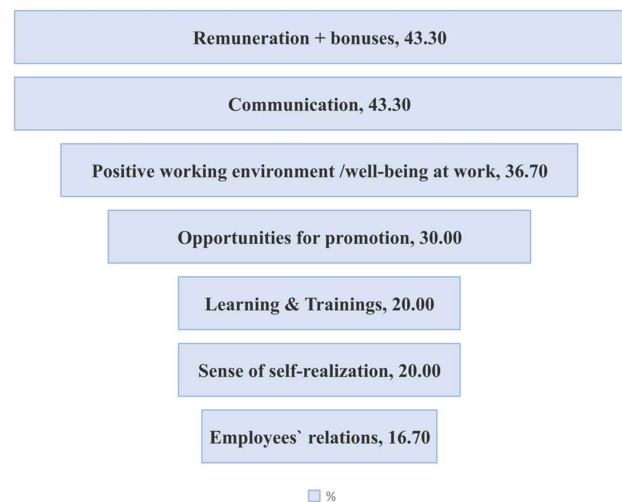 Remuneration + bonuses, 43.30
Communication, 43.30
Positive working environment /well-being at work, 36.70
Opportunities for promotion, 30.00
Learning & Trainings, 20.00
Sense of self-realization, 20.00
Employees` relations, 16.70
%